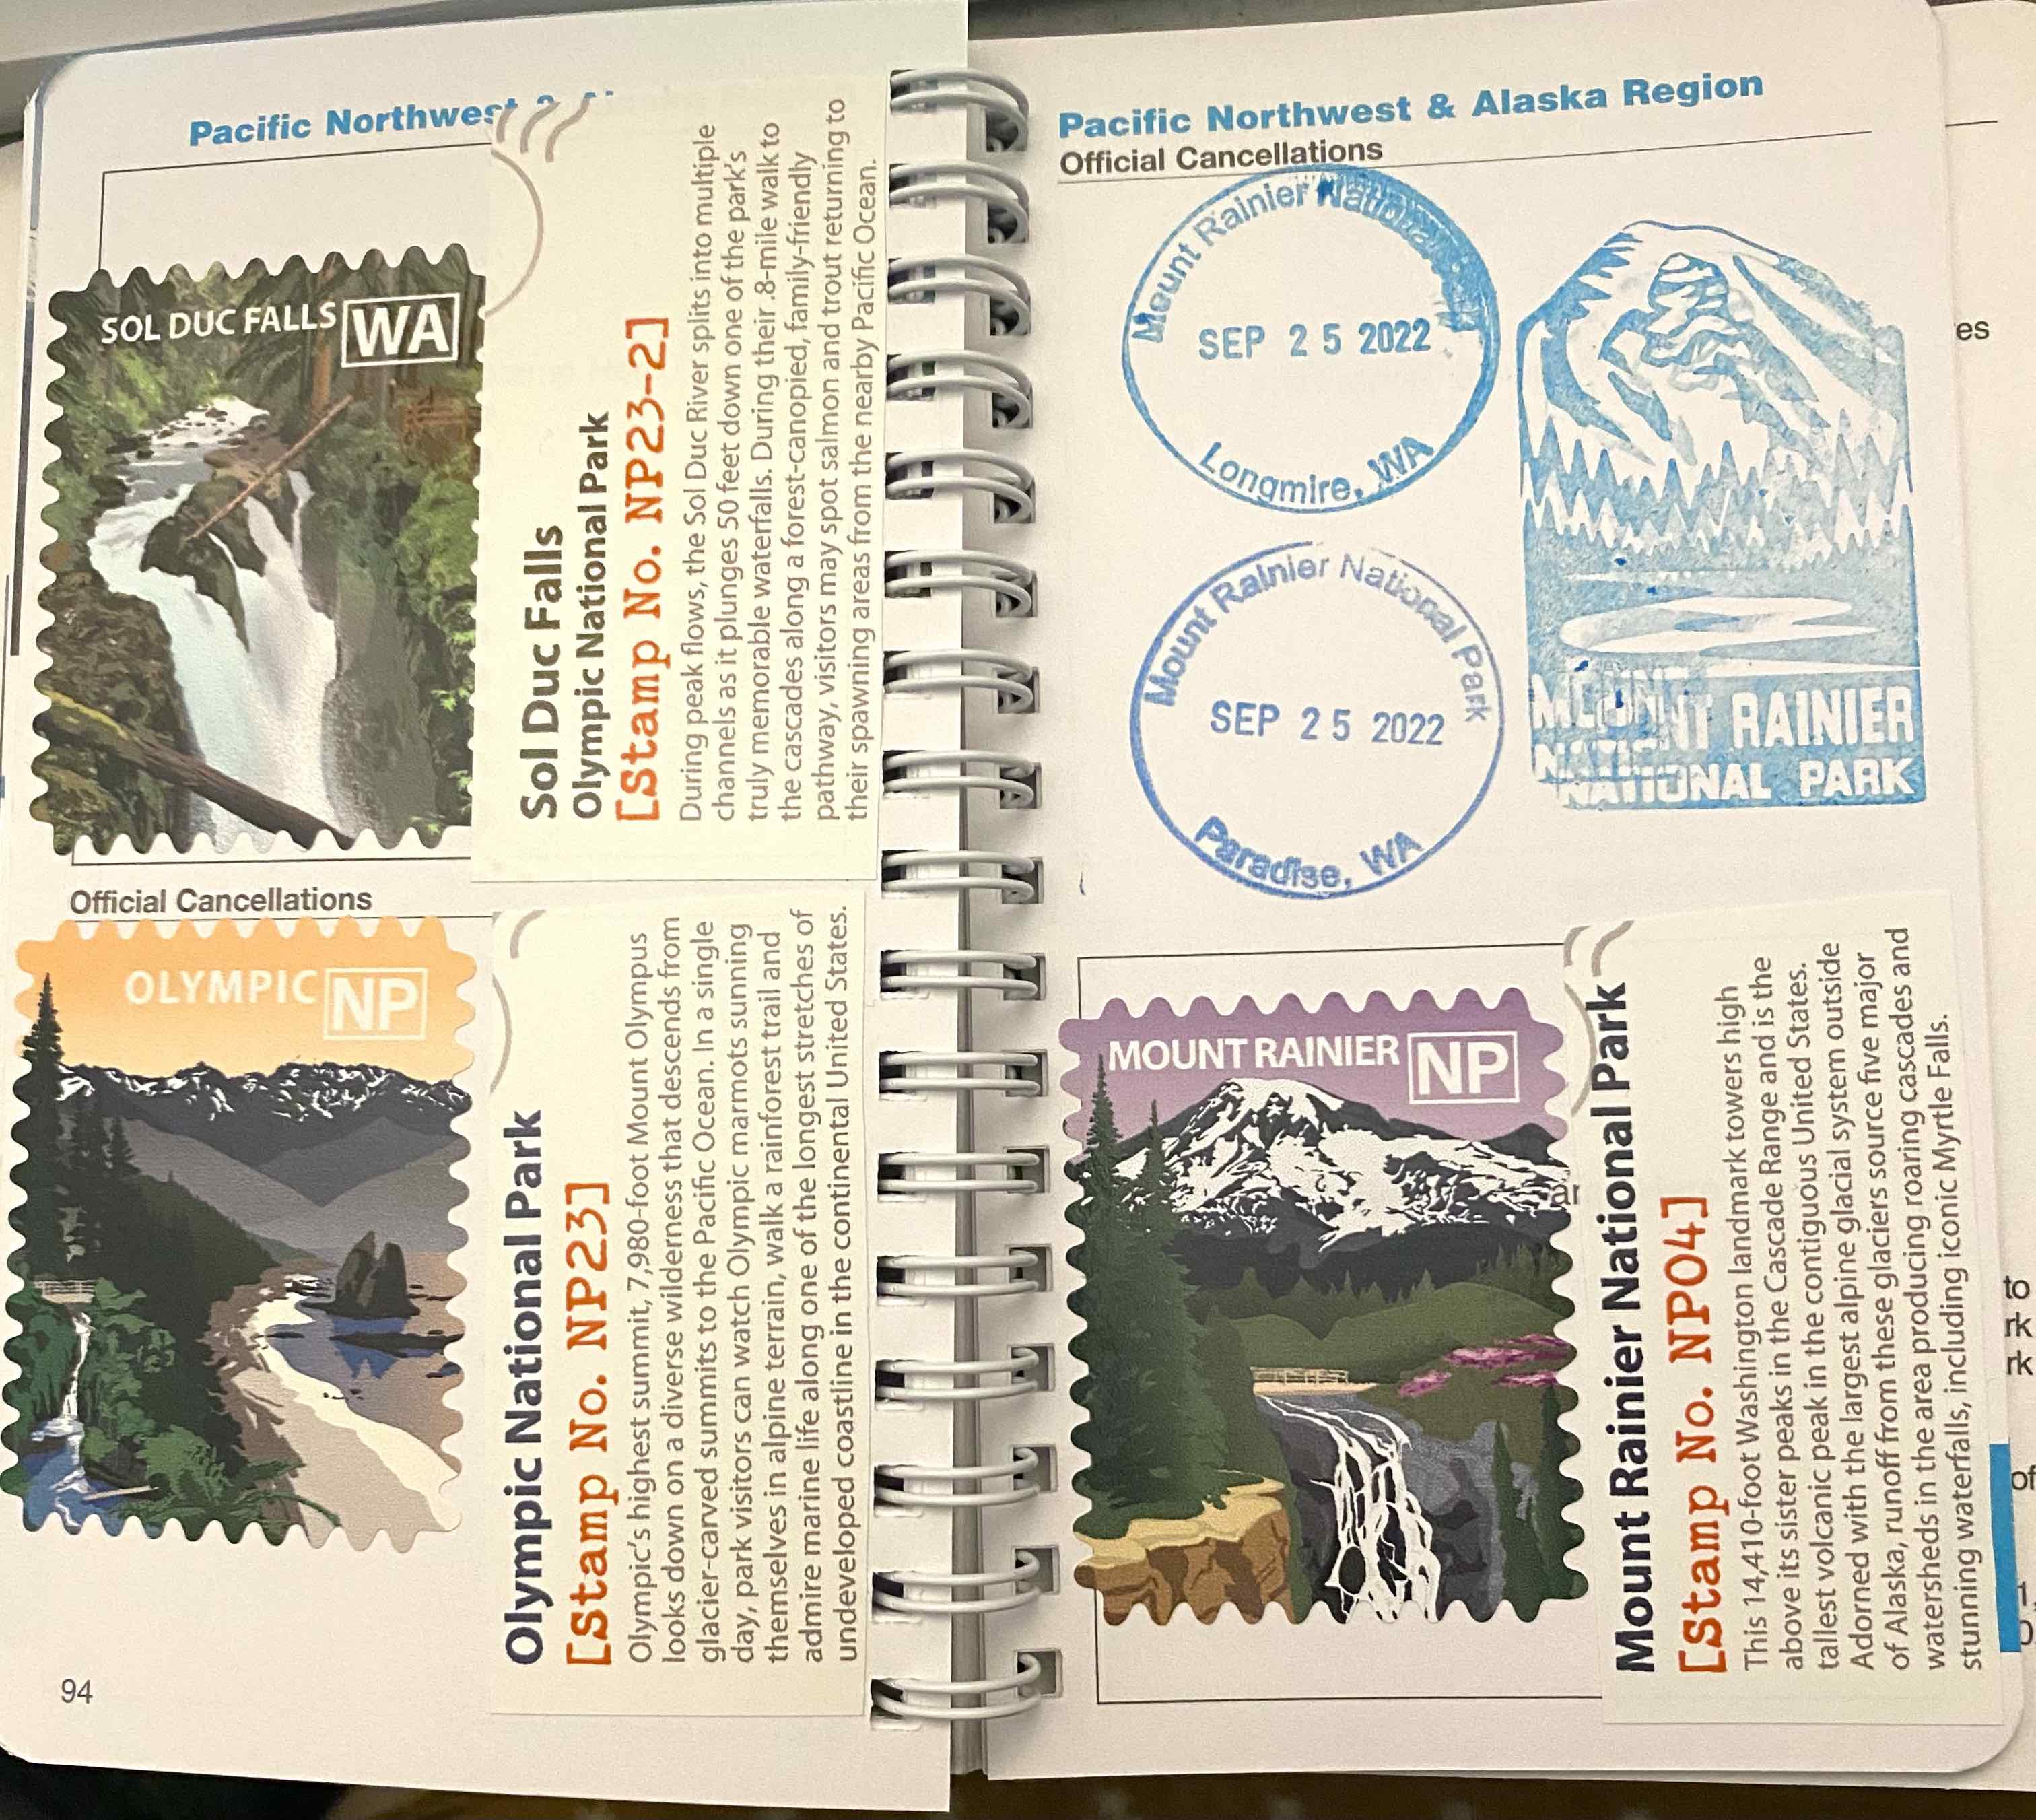 Pacific Northwest
SOL DUC FALLS WA
Sol Duc Falls
Olympic National Park
[Stamp No. NP23-2]
During peak flows, the Sol Duc River splits into multiple
channels as it plunges 50 feet down one of the park's
truly memorable waterfalls. During their .8-mile walk to
the cascades along a forest-canopied, family-friendly
pathway, visitors may spot salmon and trout returning to
their spawning areas from the nearby Pacific Ocean.
Official Cancellations
OLYMPIC NP
Olympic National Park
[Stamp No. NP23]
Olympic's highest summit, 7,980-foot Mount Olympus
looks down on a diverse wilderness that descends from
glacier-carved summits to the Pacific Ocean. In a single
day, park visitors can watch Olympic marmots sunning
themselves in alpine terrain, walk a rainforest trail and
admire marine life along one of the longest stretches of
undeveloped coastline in the continental United States.
94
Pacific Northwest & Alaska Region
Official Cancellations
Mount Rainier National
SEP 25 2022
Longmire, WA
Mount Rainier National Park
SEP 25 2022
Paradise, WA
MOUNT RAINIER
NATIONAL PARK
MOUNT RAINIER NP
Mount Rainier National Park
[Stamp No. NP04]
This 14,410-foot Washington landmark towers high
above its sister peaks in the Cascade Range and is the
tallest volcanic peak in the contiguous United States.
Adorned with the largest alpine glacial system outside
of Alaska, runoff from these glaciers source five major
watersheds in the area producing roaring cascades and
stunning waterfalls, including iconic Myrtle Falls.
es
to
rk
rk
of